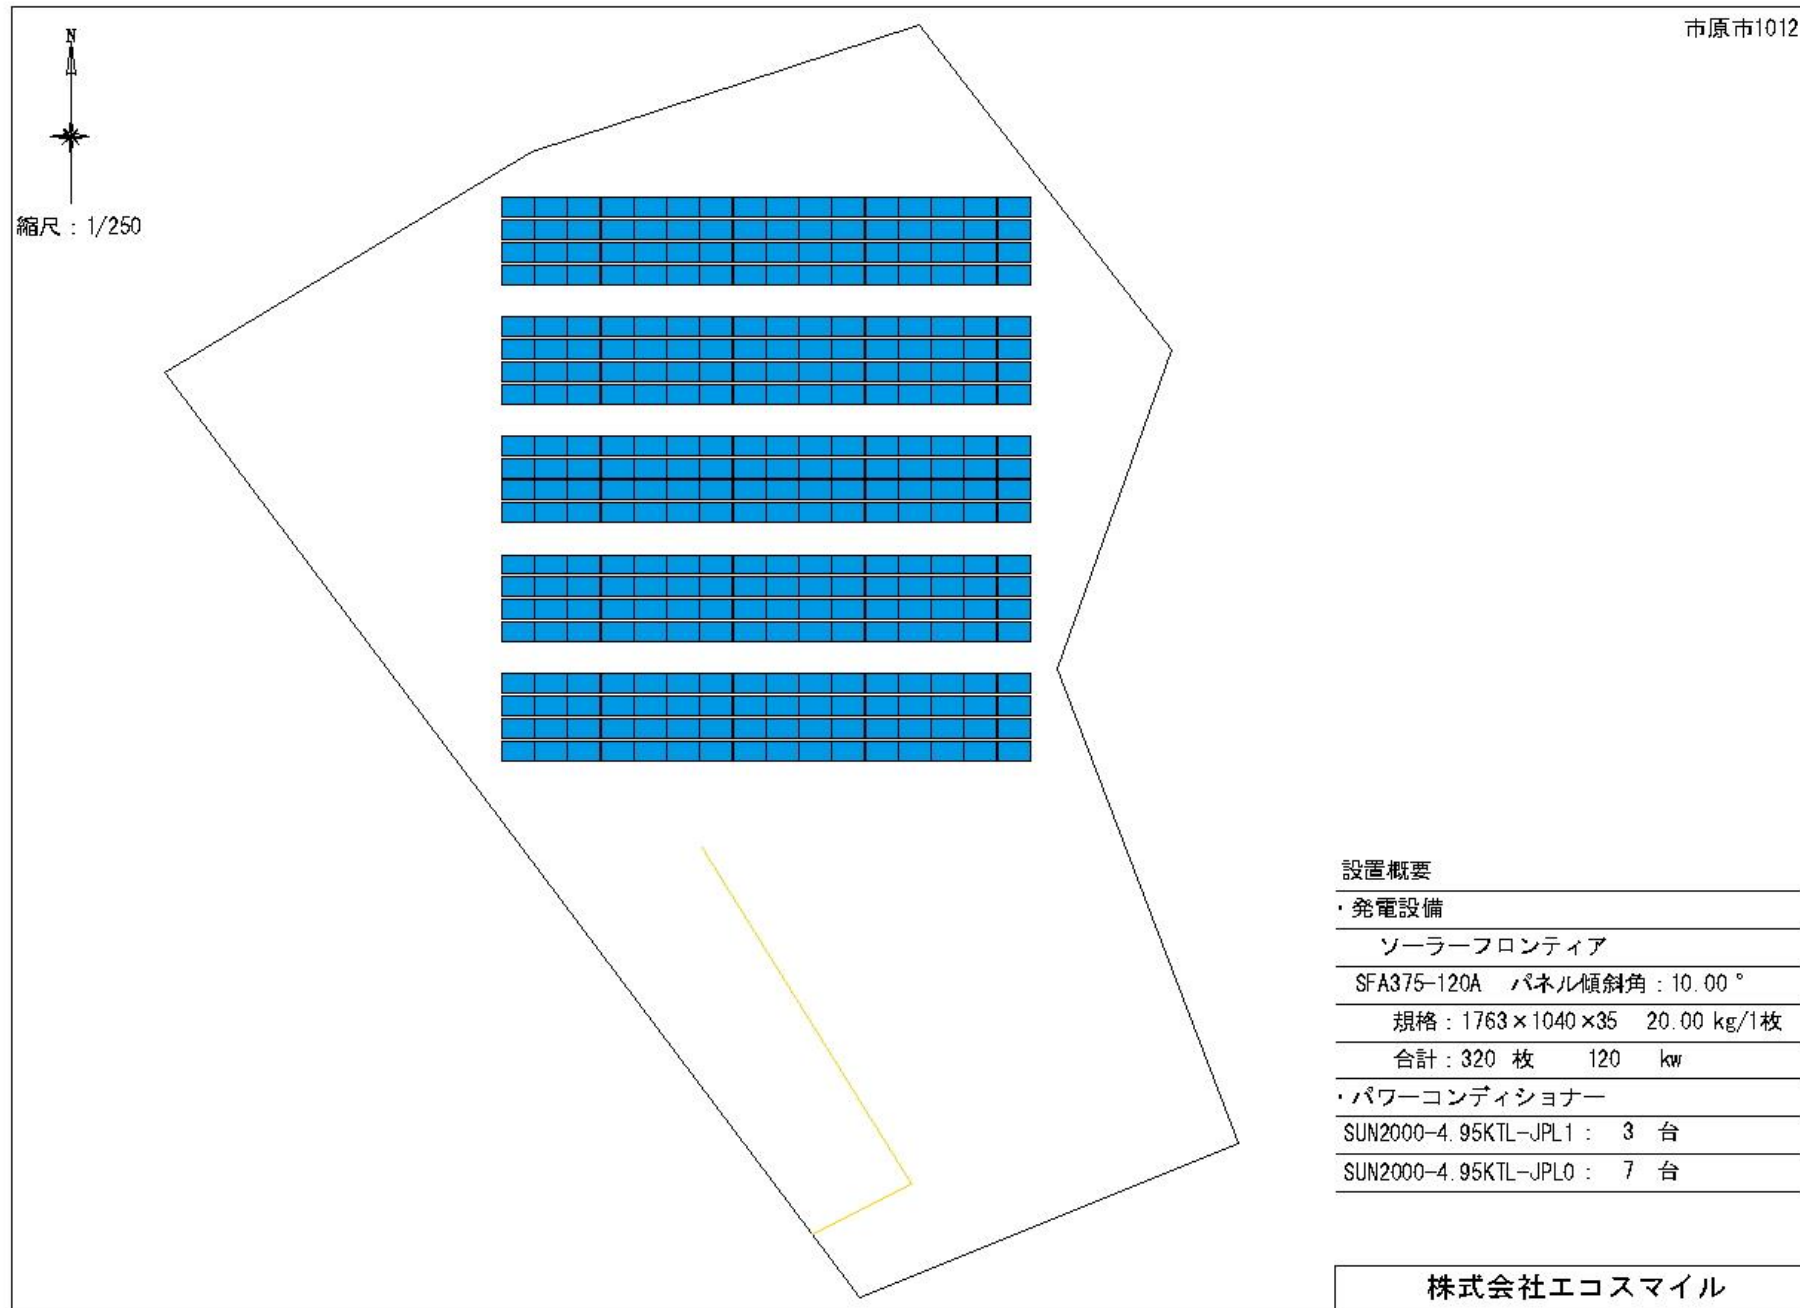 市原市1012
N
縮尺：1/250
設置概要
・発電設備
ソーラーフロンティア
SFA375-120A パネル傾斜角：10.00°
規格：1763×1040×35 20.00 kg/1枚
合計：320 枚 120 kw
・パワーコンディショナー
SUN2000-4.95KTL-JPL1： 3 台
SUN2000-4.95KTL-JPL0： 7 台
株式会社エコスマイル